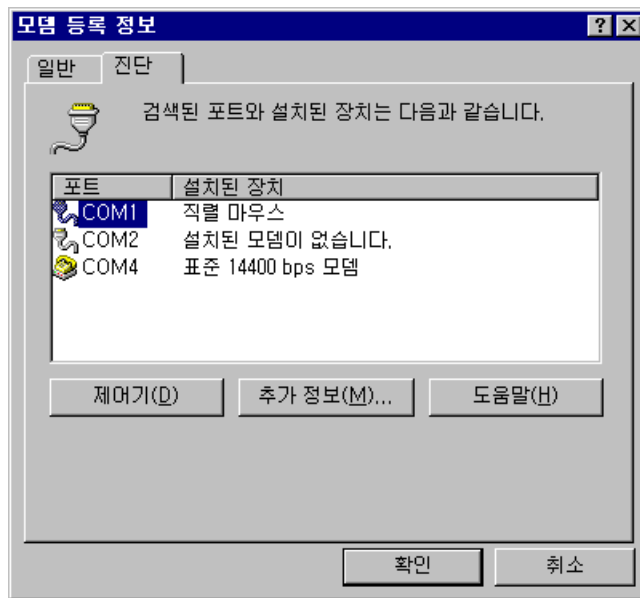 모뎀 등록 정보
일반 진단
검색된 포트와 설치된 장치는 다음과 같습니다.
포트 설치된 장치
COM1 직렬 마우스
COM2 설치된 모뎀이 없습니다.
COM4 표준 14400 bps 모뎀
제어기(D) 추가 정보(M)... 도움말(H)
확인 취소